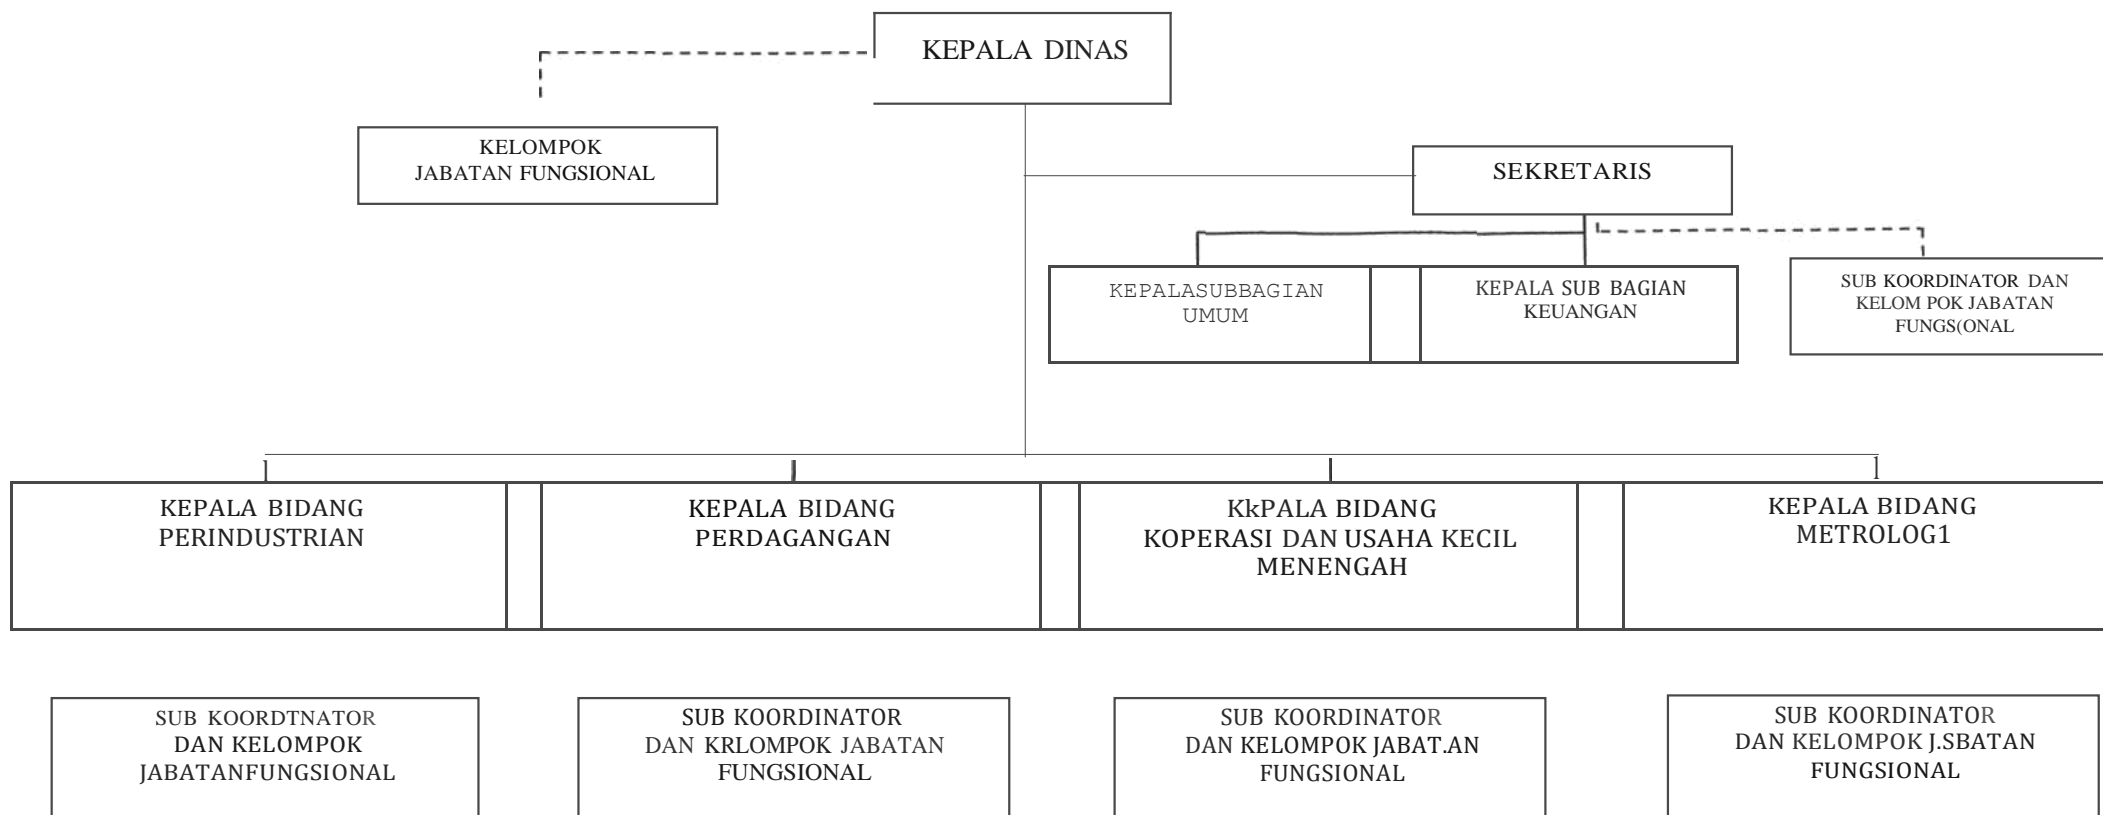 KEPALA DINAS
KELOMPOK
JABATAN FUNGSIONAL
SEKRETARIS
KEPALASUBBAGIAN
UMUM
KEPALA SUB BAGIAN
KEUANGAN
SUB KOORDINATOR DAN
KELOM POK JABATAN
FUNGS(ONAL
KEPALA BIDANG
PERINDUSTRIAN
KEPALA BIDANG
PERDAGANGAN
KkPALA BIDANG
KOPERASI DAN USAHA KECIL
MENENGAH
KEPALA BIDANG
METROLOG1
SUB KOORDTNATOR
DAN KELOMPOK
JABATANFUNGSIONAL
SUB KOORDINATOR
DAN KRLOMPOK JABATAN
FUNGSIONAL
SUB KOORDINATOR
DAN KELOMPOK JABAT.AN
FUNGSIONAL
SUB KOORDINATOR
DAN KELOMPOK J.SBATAN
FUNGSIONAL